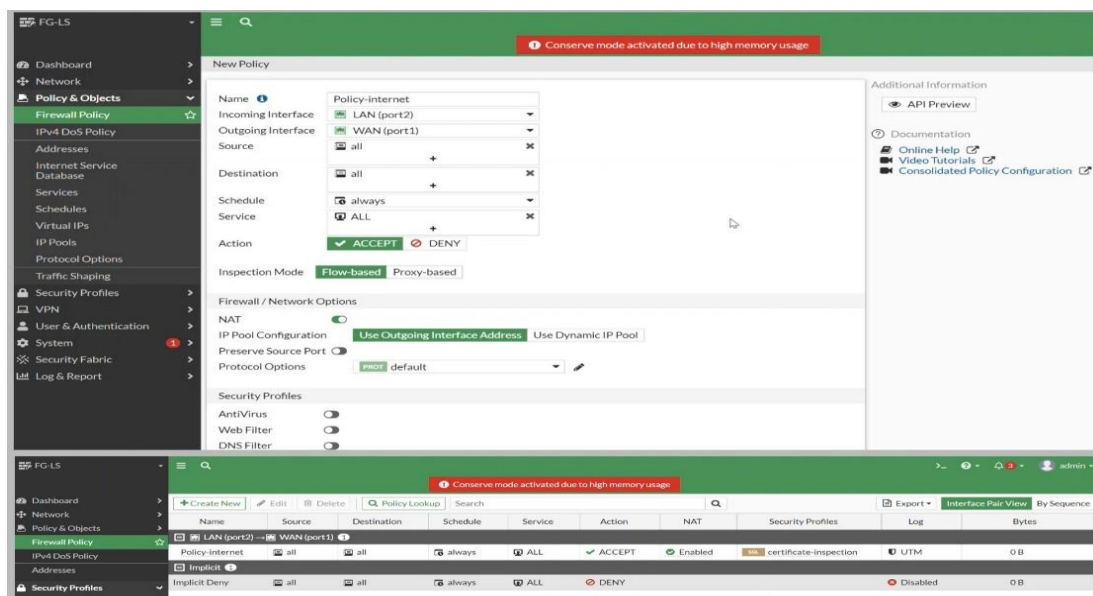 FG-LS
Conserve mode activated due to high memory usage
Dashboard
Network
Policy & Objects
Firewall Policy
IPv4 DoS Policy
Addresses
Internet Service
Database
Services
Schedules
Virtual IPs
IP Pools
Protocol Options
Traffic Shaping
Security Profiles
VPN
User & Authentication
System 1
Security Fabric
Log & Report
New Policy
Name Policy-internet
Incoming Interface LAN (port2)
Outgoing Interface WAN (port1)
Source all
+
Destination all
+
Schedule always
Service ALL
+
Action ACCEPT DENY
Inspection Mode Flow-based Proxy-based
Firewall / Network Options
NAT
IP Pool Configuration Use Outgoing Interface Address Use Dynamic IP Pool
Preserve Source Port
Protocol Options PROT default
Security Profiles
AntiVirus
Web Filter
DNS Filter
Additional Information
API Preview
Documentation
Online Help
Video Tutorials
Consolidated Policy Configuration
FG-LS
>_ 3 admin
Conserve mode activated due to high memory usage
Dashboard
Network
Policy & Objects
Firewall Policy
IPv4 DoS Policy
Addresses
Security Profiles
+ Create New Edit Delete Policy Lookup Search Export Interface Pair View By Sequence
Name Source Destination Schedule Service Action NAT Security Profiles Log Bytes
LAN (port2) → WAN (port1) 1
Policy-internet all all always ALL ACCEPT Enabled SSL certificate-inspection UTM 0 B
Implicit 1
Implicit Deny all all always ALL DENY Disabled 0 B